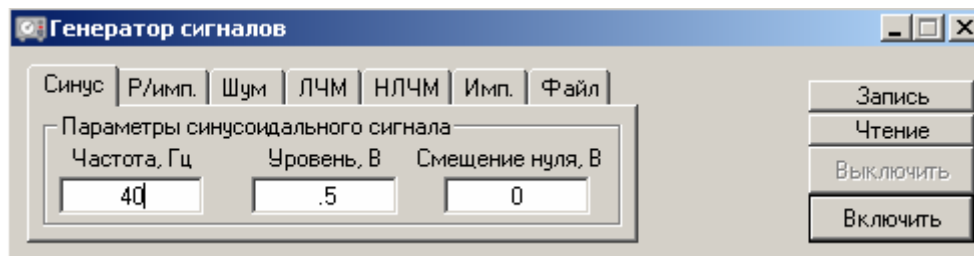 Генератор сигналов
Синус Р/имп. Шум ЛЧМ НЛЧМ Имп. Файл
Параметры синусоидального сигнала
Частота, Гц Уровень, В Смещение нуля, В
40 .5 0
Запись
Чтение
Выключить
Включить